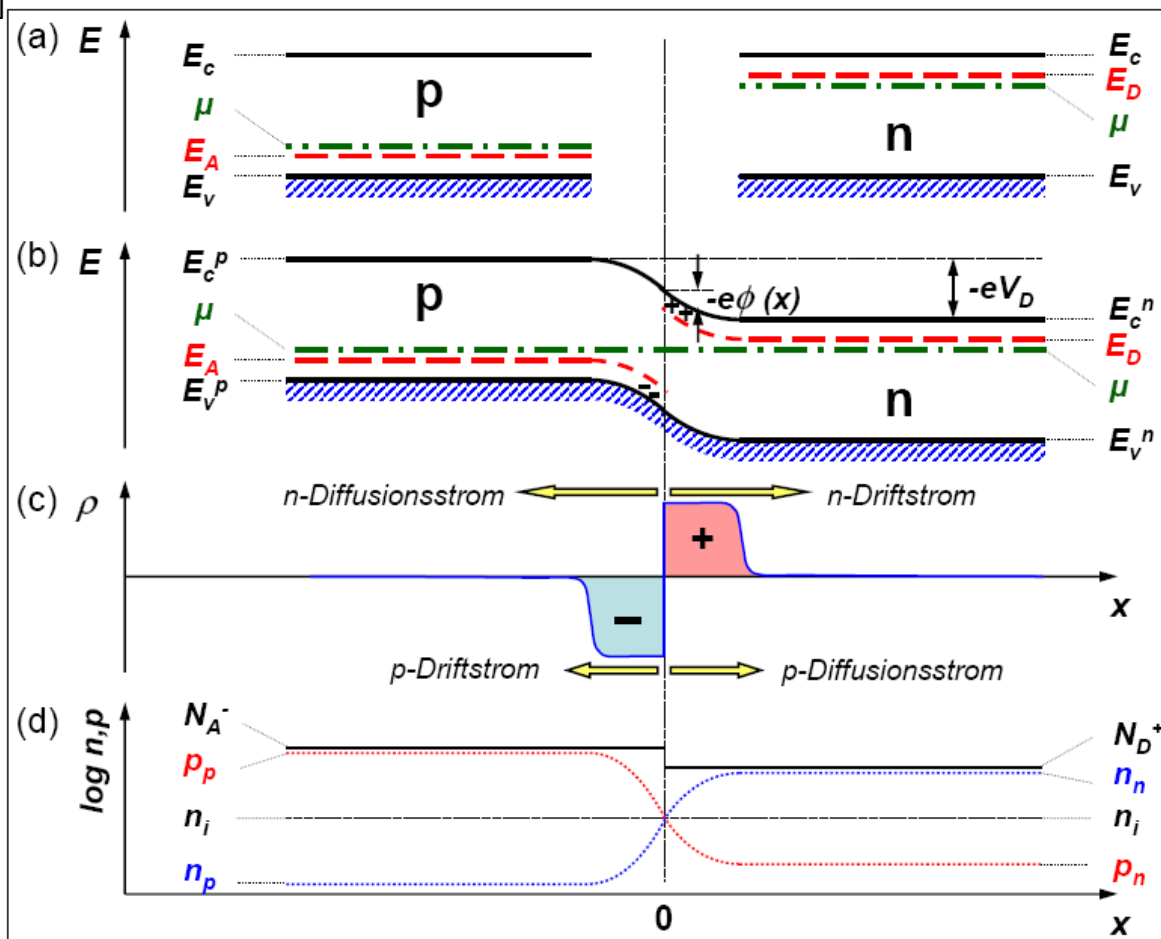 (a) E
E_c
p
μ
E_A
E_v
E_c
E_D
μ
n
E_v
(b) E
E_c^p
p
μ
E_A
E_v^p
-eϕ (x)
-eV_D
++
--
E_c^n
E_D
μ
n
E_v^n
(c) ρ
n-Diffusionsstrom
n-Driftstrom
+
−
x
p-Driftstrom
p-Diffusionsstrom
(d) log n,p
N_A^-
p_p
n_i
n_p
N_D^+
n_n
n_i
p_n
0
x